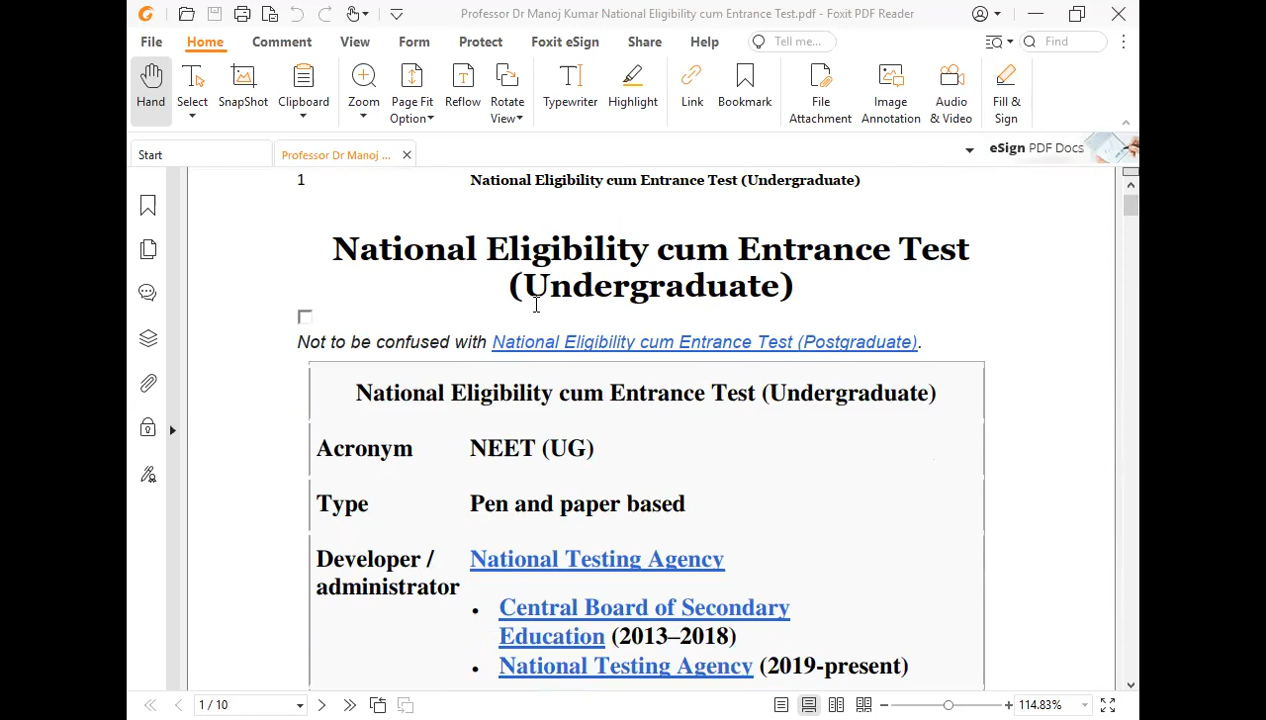 Professor Dr Manoj Kumar National Eligibility cum Entrance Test.pdf - Foxit PDF Reader
File Home Comment View Form Protect Foxit eSign Share Help Tell me... Find
Hand Select SnapShot Clipboard Zoom Page Fit Option Reflow Rotate View Typewriter Highlight Link Bookmark File Attachment Image Annotation Audio & Video Fill & Sign
Start Professor Dr Manoj ... eSign PDF Docs
1 National Eligibility cum Entrance Test (Undergraduate)
National Eligibility cum Entrance Test
(Undergraduate)
Not to be confused with National Eligibility cum Entrance Test (Postgraduate).
National Eligibility cum Entrance Test (Undergraduate)
Acronym NEET (UG)
Type Pen and paper based
Developer / National Testing Agency
administrator
• Central Board of Secondary
Education (2013–2018)
• National Testing Agency (2019-present)
1 / 10 114.83%